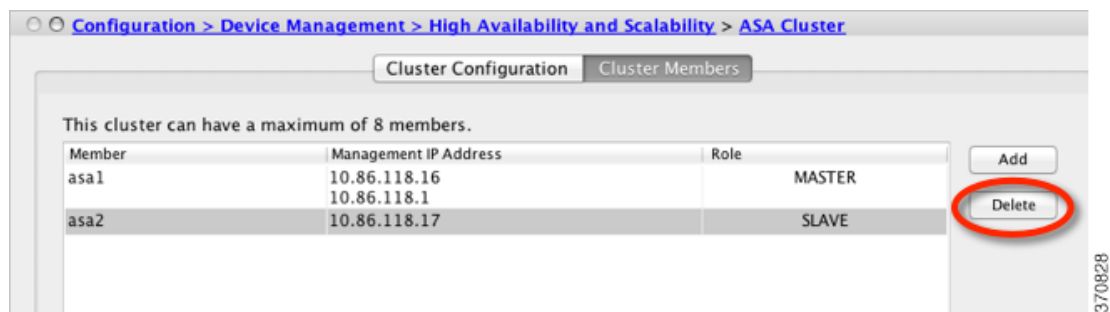 Configuration > Device Management > High Availability and Scalability > ASA Cluster
Cluster Configuration Cluster Members
This cluster can have a maximum of 8 members.
Member Management IP Address Role
asa1 10.86.118.16 MASTER
10.86.118.1
asa2 10.86.118.17 SLAVE
Add
Delete
370828